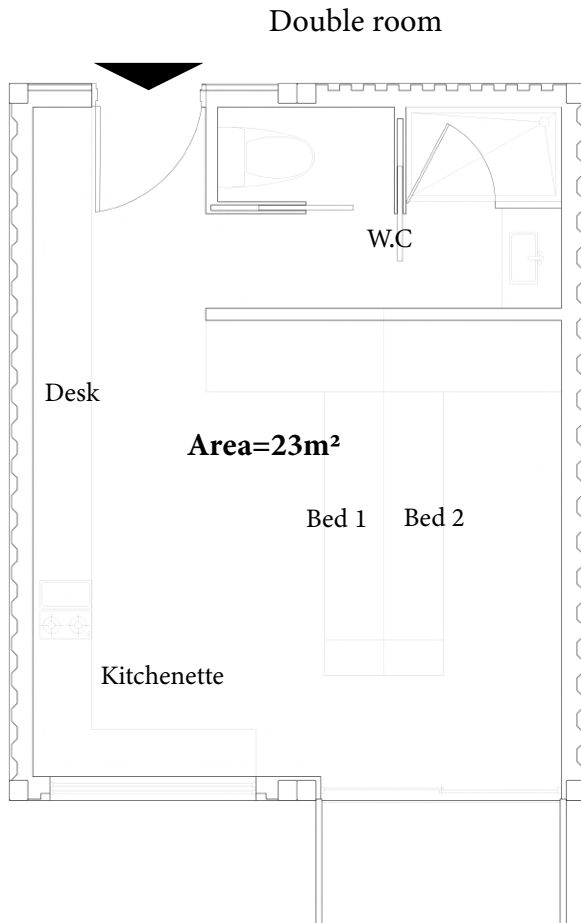 Double room
W.C
Desk
Area=23m²
Bed 1
Bed 2
Kitchenette